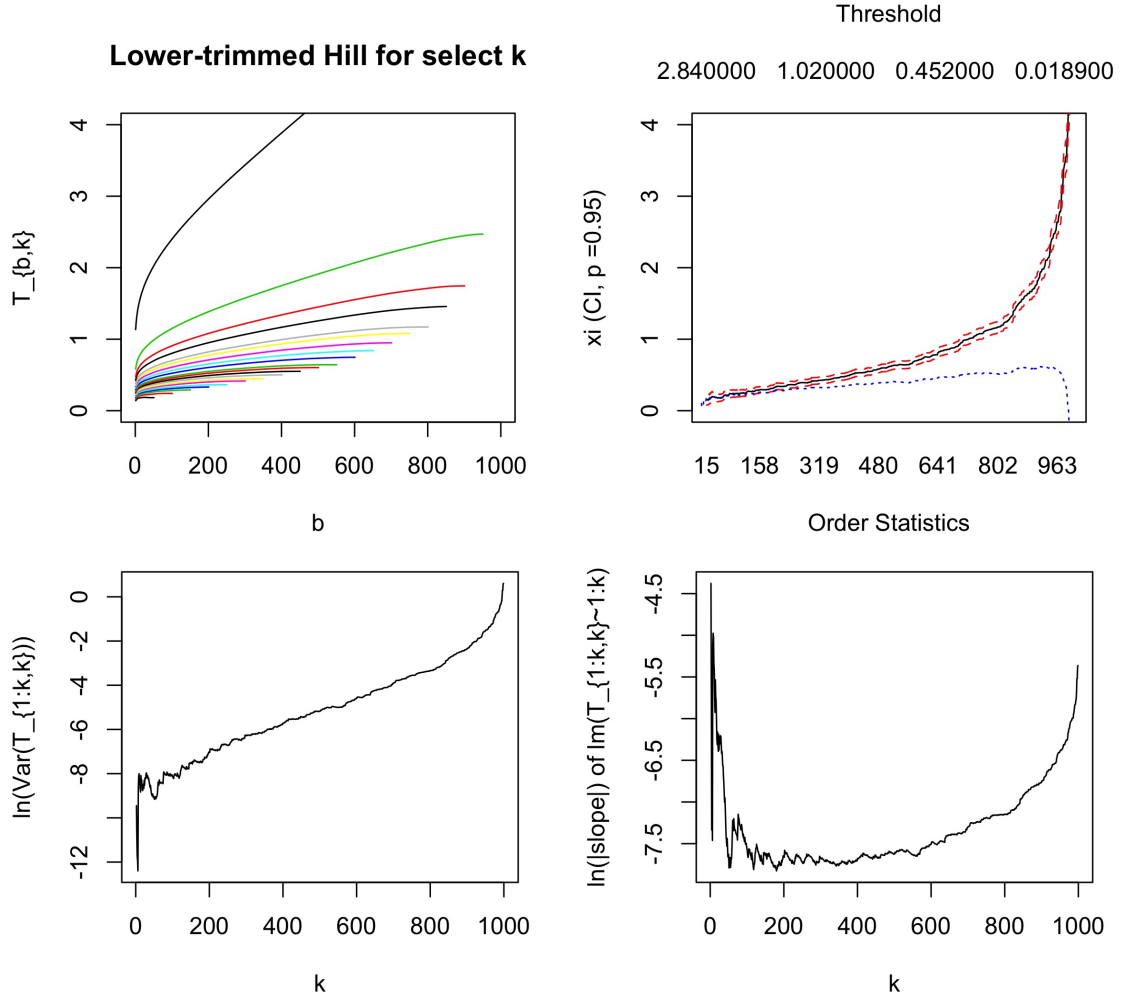 Lower-trimmed Hill for select k
T_{b,k}
4
3
2
1
0
0 200 400 600 800 1000
b
Threshold
2.840000 1.020000 0.452000 0.018900
xi (CI, p =0.95)
4
3
2
1
0
15 158 319 480 641 802 963
Order Statistics
ln(Var(T_{1:k,k}))
0
-2
-4
-6
-8
-12
0 200 400 600 800 1000
k
ln(|slope|) of lm(T_{1:k,k}~1:k)
-4.5
-5.5
-6.5
-7.5
0 200 400 600 800 1000
k